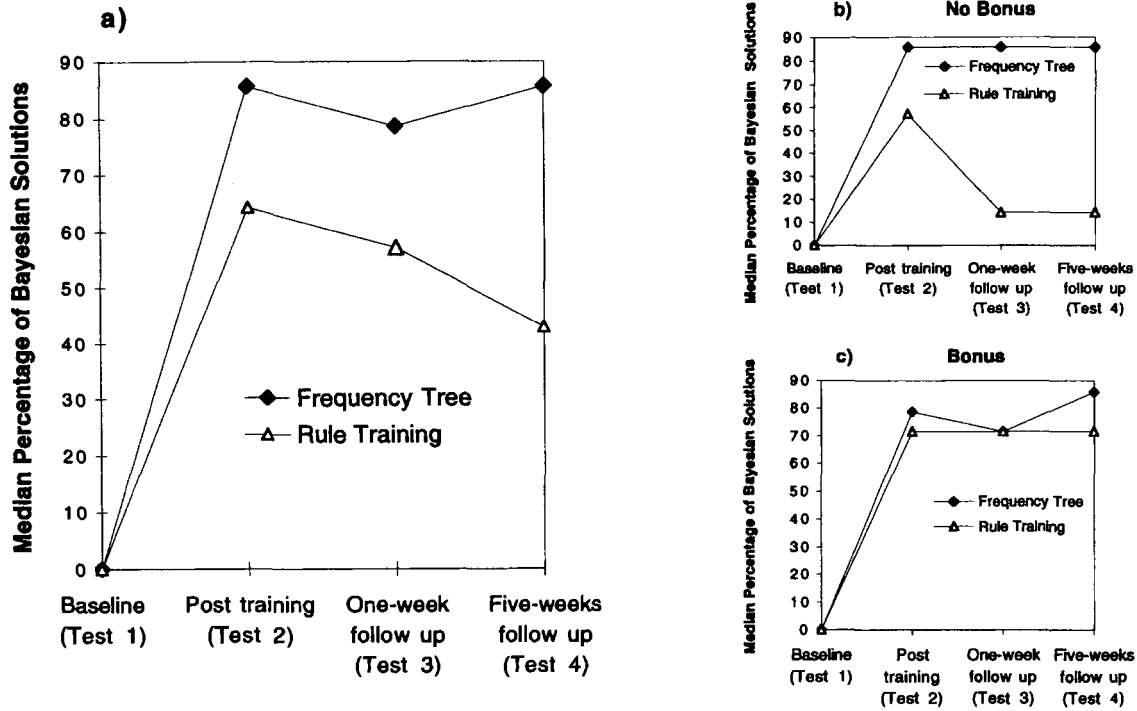 a)
Median Percentage of Bayesian Solutions
90
80
70
60
50
40
30
20
10
0
Frequency Tree
Rule Training
Baseline
(Test 1)
Post training
(Test 2)
One-week
follow up
(Test 3)
Five-weeks
follow up
(Test 4)
b)
No Bonus
Median Percentage of Bayesian Solutions
90
80
70
60
50
40
30
20
10
0
Frequency Tree
Rule Training
Baseline
(Test 1)
Post training
(Test 2)
One-week
follow up
(Test 3)
Five-weeks
follow up
(Test 4)
c)
Bonus
Median Percentage of Bayesian Solutions
90
80
70
60
50
40
30
20
10
0
Frequency Tree
Rule Training
Baseline
(Test 1)
Post
training
(Test 2)
One-week
follow up
(Test 3)
Five-weeks
follow up
(Test 4)